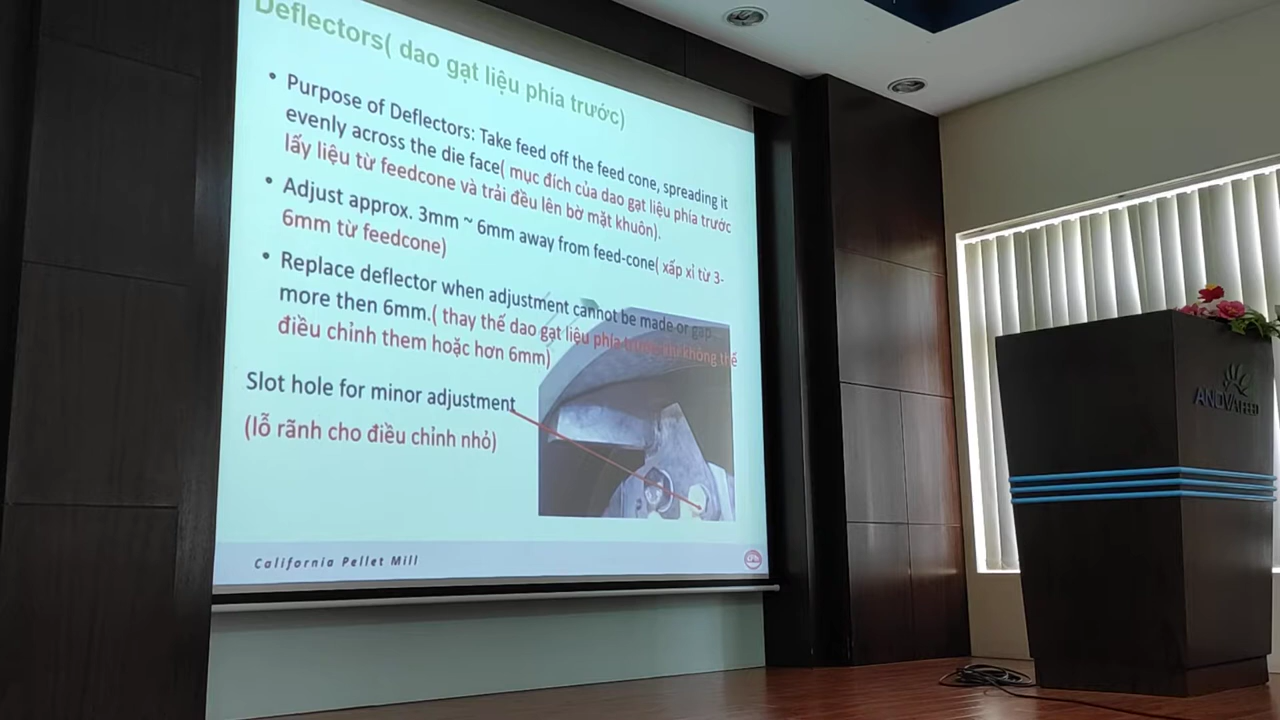 Deflectors( dao gạt liệu phía trước)
• Purpose of Deflectors: Take feed off the feed cone, spreading it
evenly across the die face( mục đích của dao gạt liệu phía trước
lấy liệu từ feedcone và trải đều lên bờ mặt khuôn).
• Adjust approx. 3mm ~ 6mm away from feed-cone( xấp xỉ từ 3-
6mm từ feedcone)
• Replace deflector when adjustment cannot be made or gap
more then 6mm.( thay thế dao gạt liệu phía trước khi không thế
điều chỉnh them hoặc hơn 6mm)
Slot hole for minor adjustment
(lỗ rãnh cho điều chỉnh nhỏ)
California Pellet Mill
ANOVAFEED